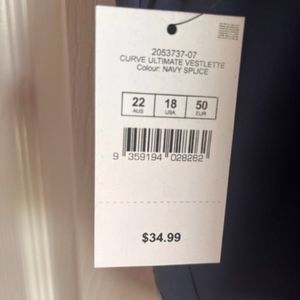 2053737-07
CURVE ULTIMATE VESTLETTE
Colour: NAVY SPLICE
22 18 50
AUS USA EUR
9 359194 028262
$34.99